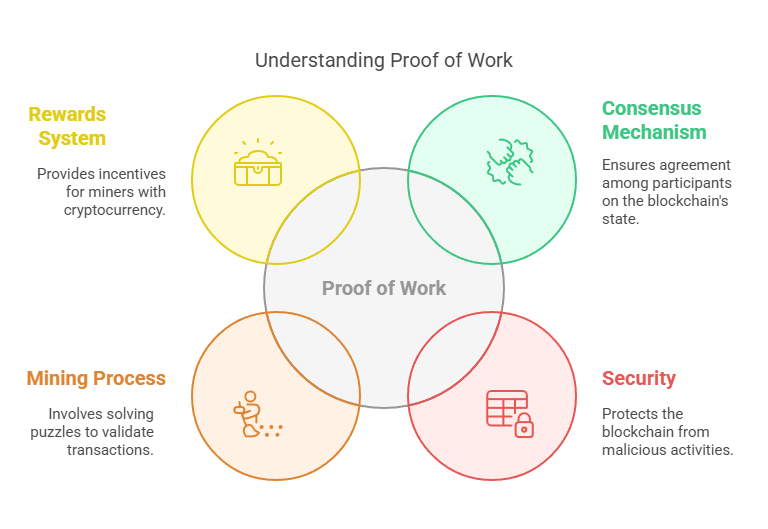 Understanding Proof of Work
Rewards
System
Provides incentives
for miners with
cryptocurrency.
Consensus
Mechanism
Ensures agreement
among participants
on the blockchain's
state.
Proof of Work
Mining Process
Involves solving
puzzles to validate
transactions.
Security
Protects the
blockchain from
malicious activities.